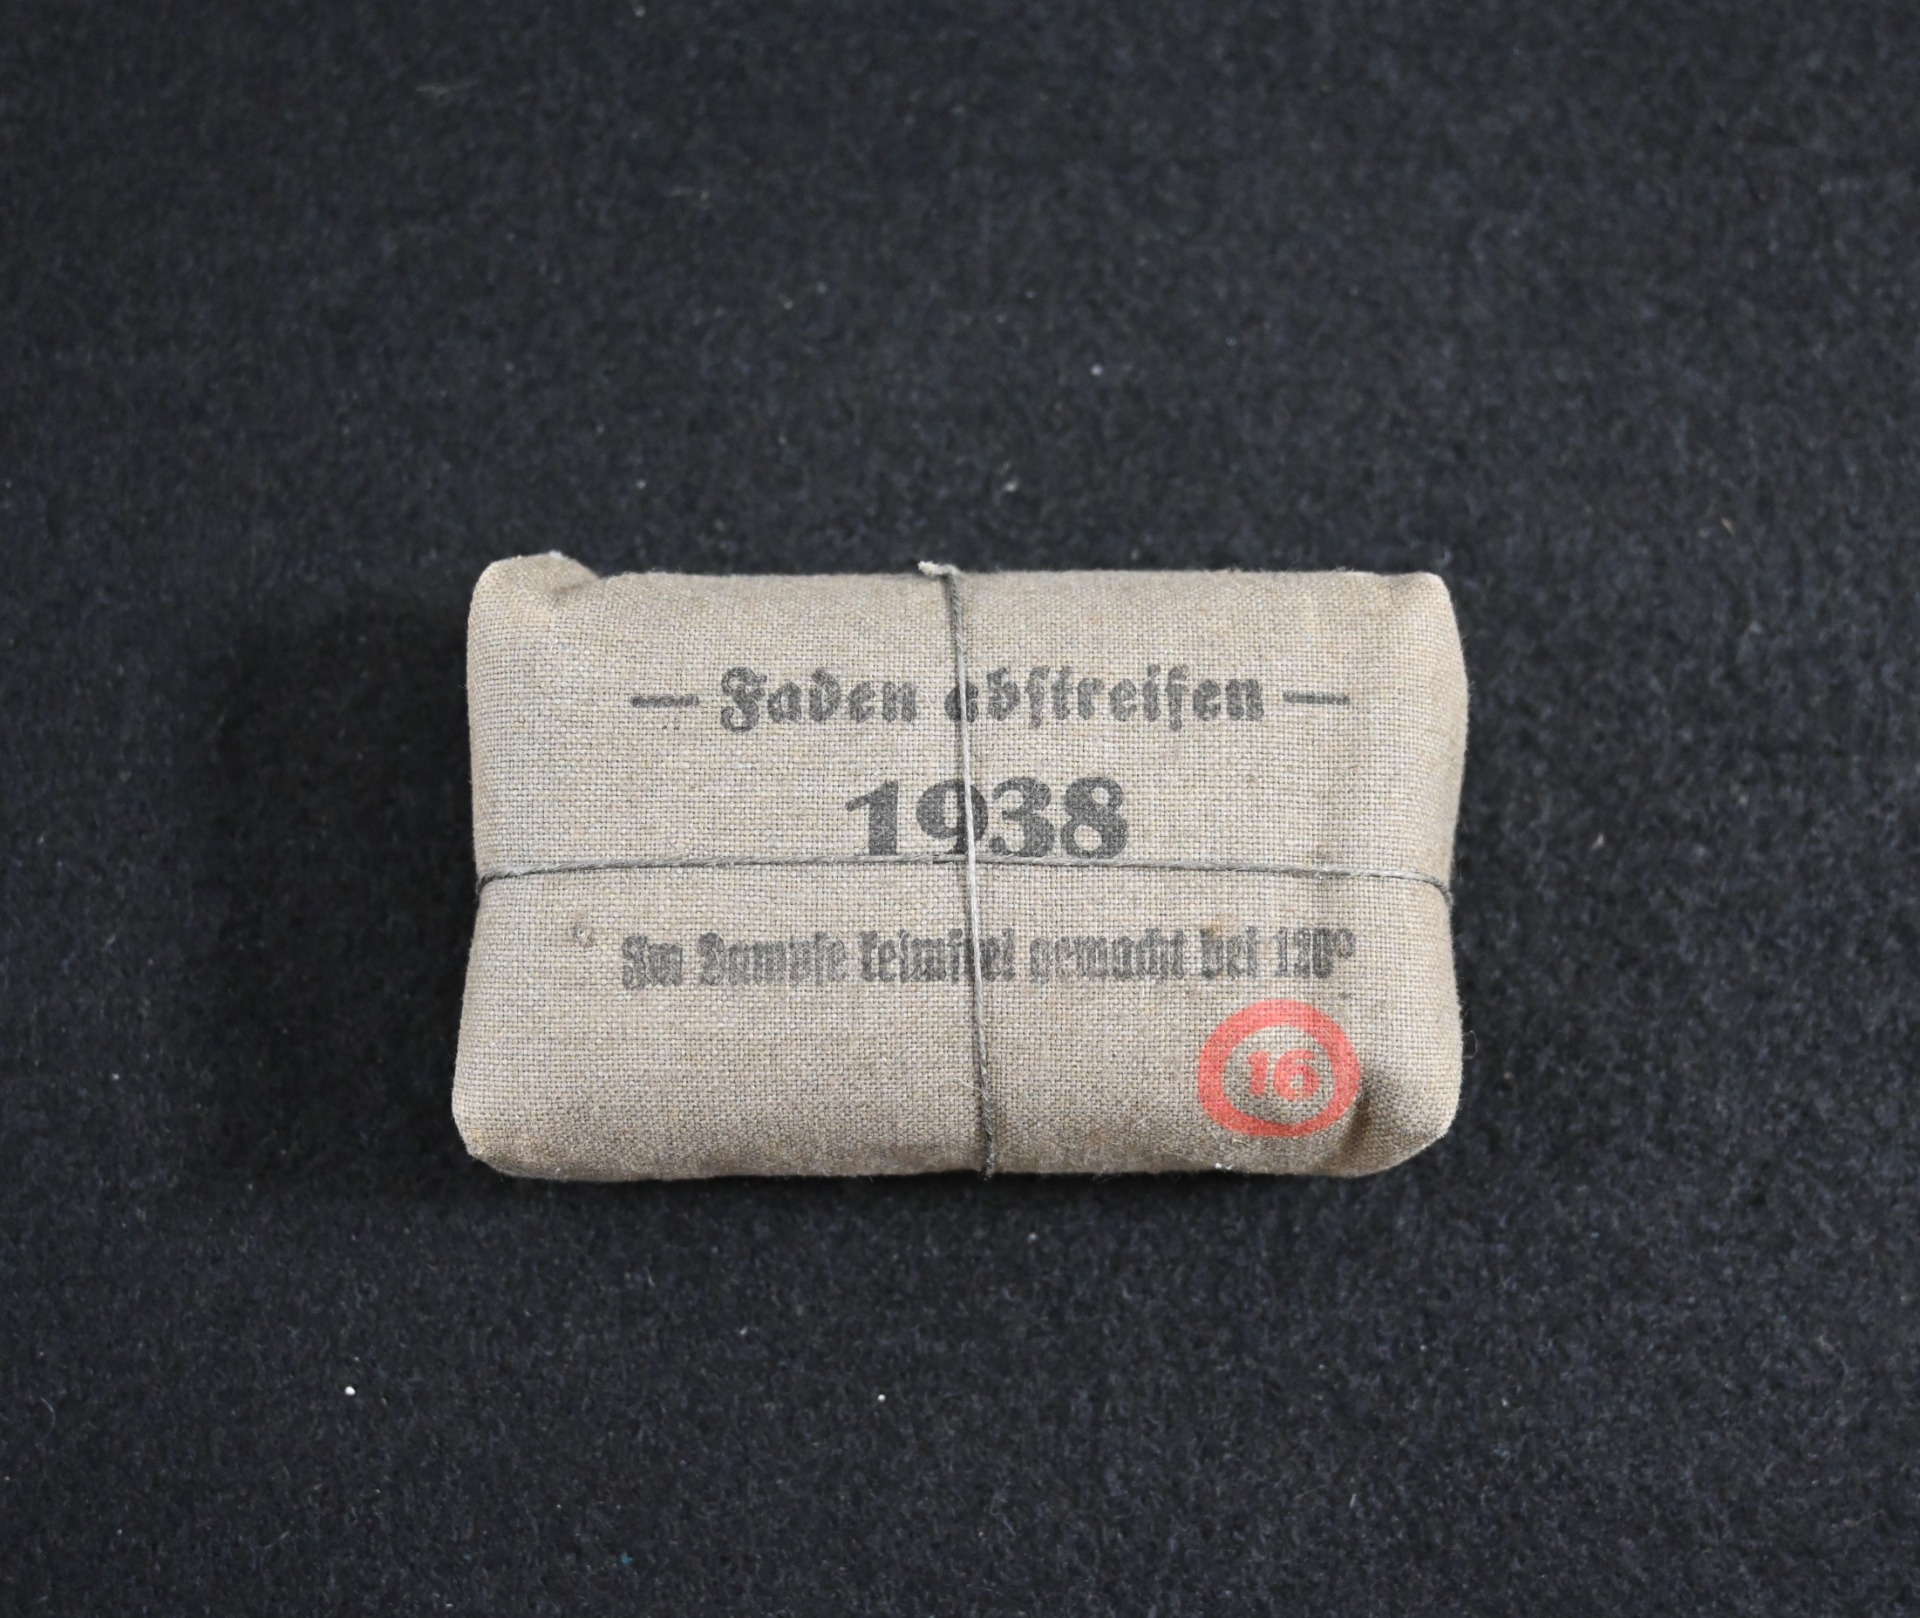 — Faden abstreifen —
1938
Im Dampfe keimfrei gemacht bei 120°
16